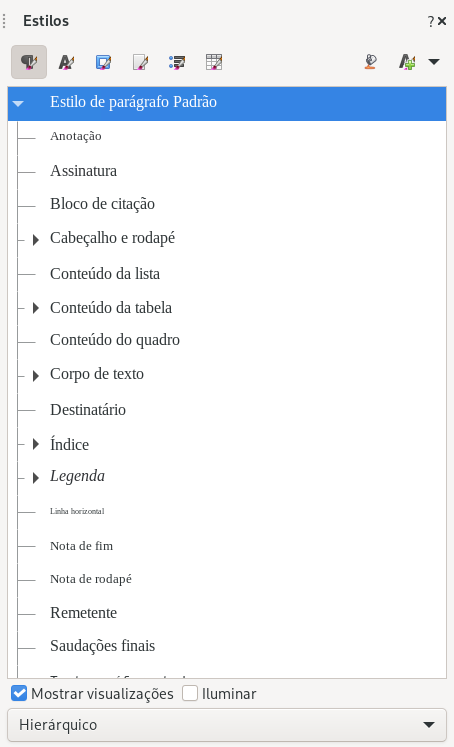 Estilos
?
Estilo de parágrafo Padrão
Anotação
Assinatura
Bloco de citação
Cabeçalho e rodapé
Conteúdo da lista
Conteúdo da tabela
Conteúdo do quadro
Corpo de texto
Destinatário
Índice
Legenda
Linha horizontal
Nota de fim
Nota de rodapé
Remetente
Saudações finais
Mostrar visualizações
Iluminar
Hierárquico